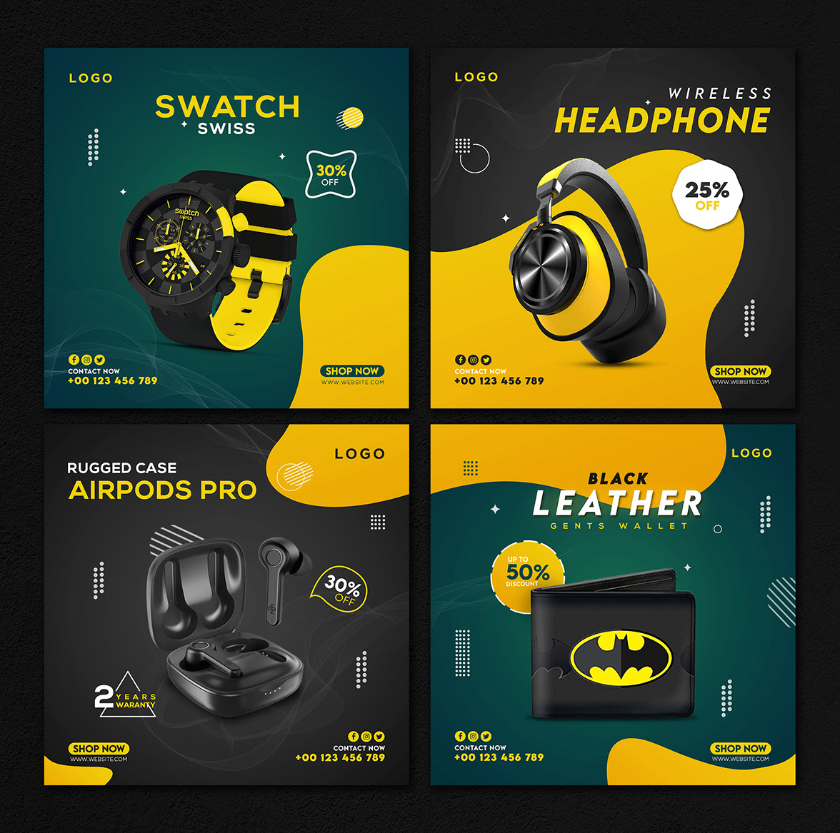 LOGO
SWATCH
SWISS
30%
OFF
swatch
SWISS
CONTACT NOW
+00 123 456 789
SHOP NOW
WWW.WEBSITE.COM
LOGO
WIRELESS
HEADPHONE
25%
OFF
CONTACT NOW
+00 123 456 789
SHOP NOW
WWW.WEBSITE.COM
LOGO
RUGGED CASE
AIRPODS PRO
30%
OFF
2 YEARS
WARANTY
SHOP NOW
WWW.WEBSITE.COM
CONTACT NOW
+00 123 456 789
LOGO
BLACK
LEATHER
GENTS WALLET
UP TO
50%
DISCOUNT
CONTACT NOW
+00 123 456 789
SHOP NOW
WWW.WEBSITE.COM